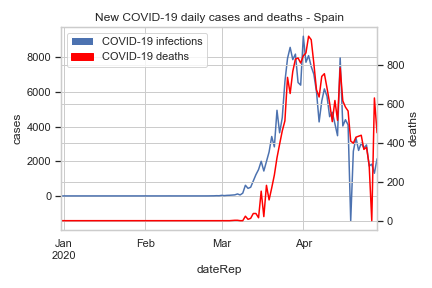 New COVID-19 daily cases and deaths - Spain
COVID-19 infections
COVID-19 deaths
8000
6000
4000
2000
0
cases
800
600
400
200
0
deaths
Jan
2020
Feb
Mar
Apr
dateRep